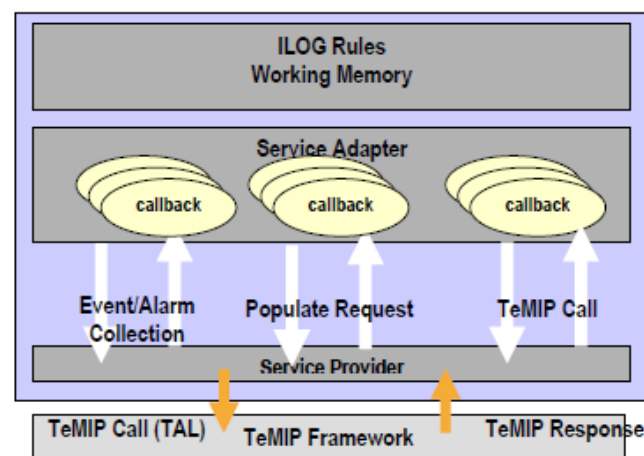 ILOG Rules
Working Memory
Service Adapter
callback
callback
callback
Event/Alarm
Collection
Populate Request
TeMIP Call
Service Provider
TeMIP Call (TAL)
TeMIP Framework
TeMIP Response